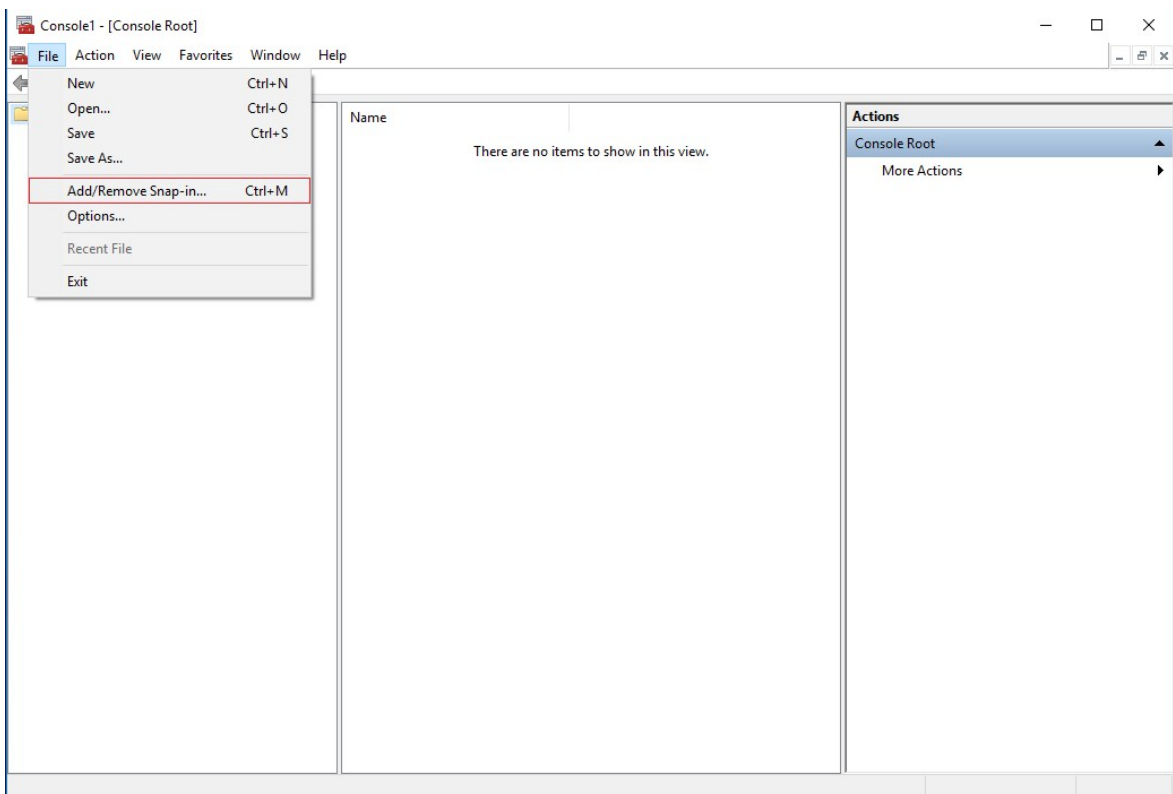 Console1 - [Console Root]
File Action View Favorites Window Help
New Ctrl+N
Open... Ctrl+O
Save Ctrl+S
Save As...
Add/Remove Snap-in... Ctrl+M
Options...
Recent File
Exit
Name
There are no items to show in this view.
Actions
Console Root
More Actions